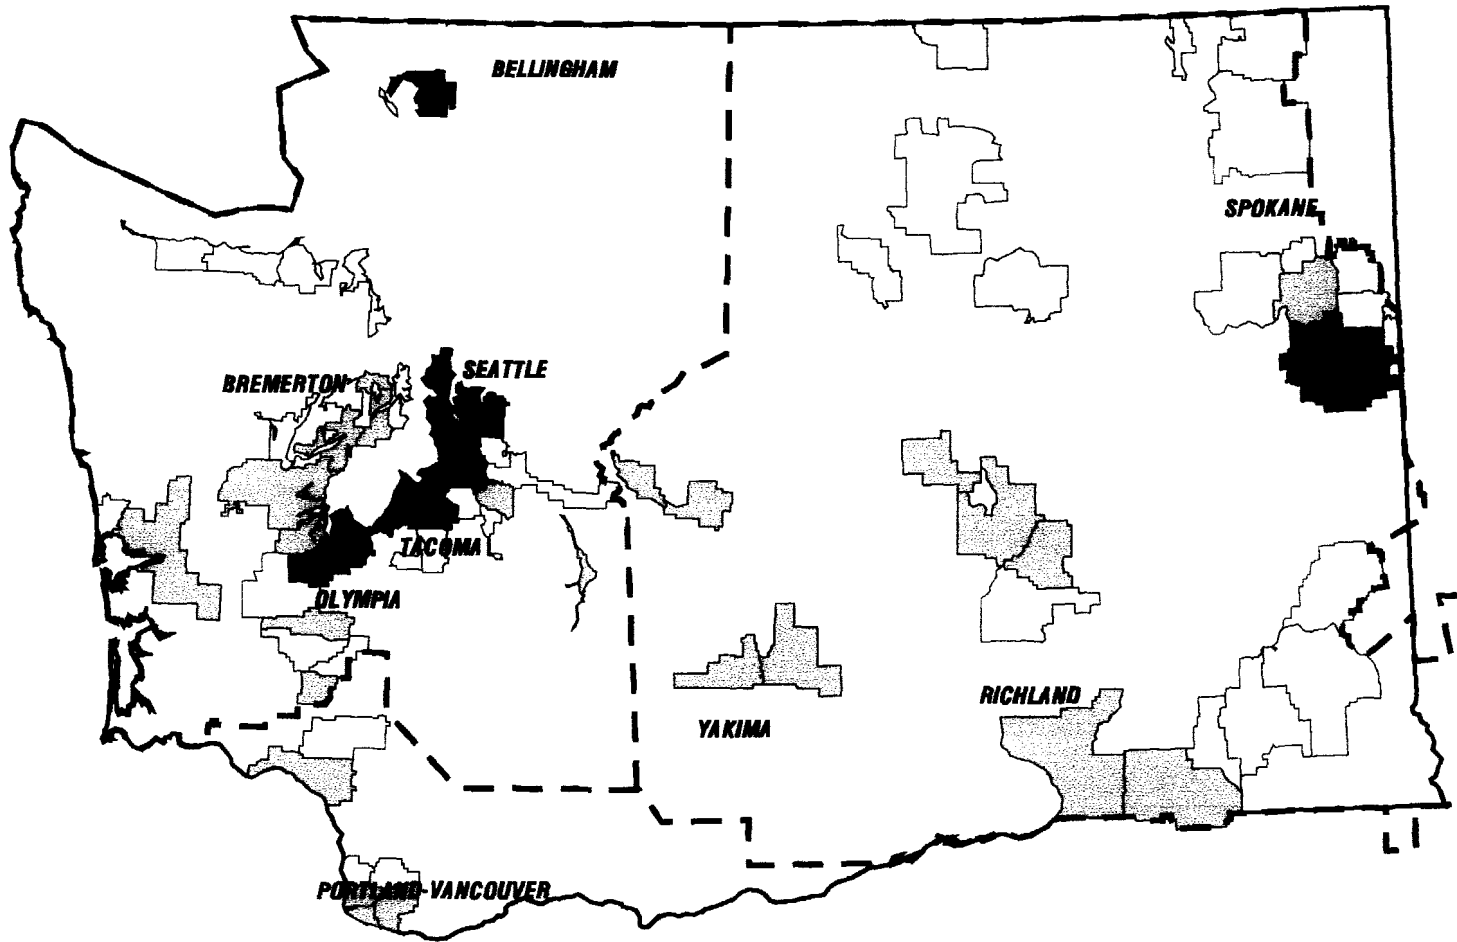 BELLINGHAM
SPOKANE
SEATTLE
BREMERTON
TACOMA
OLYMPIA
RICHLAND
YAKIMA
PORTLAND-VANCOUVER